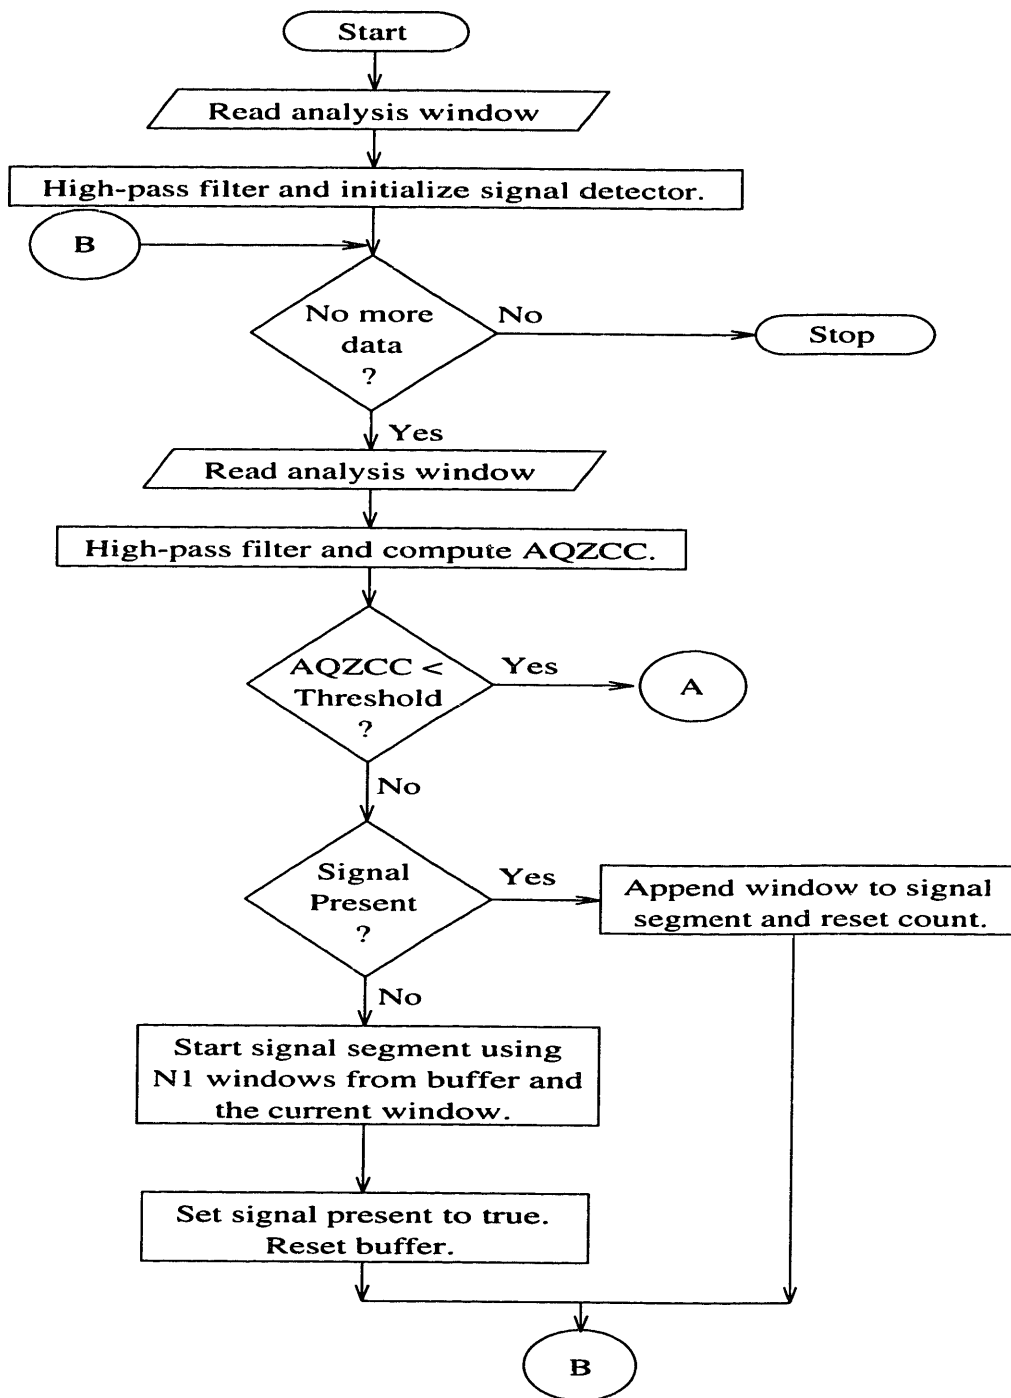 Start
Read analysis window
High-pass filter and initialize signal detector.
B
No more
data
?
No
Stop
Yes
Read analysis window
High-pass filter and compute AQZCC.
AQZCC <
Threshold
?
Yes
A
No
Signal
Present
?
Yes
Append window to signal
segment and reset count.
No
Start signal segment using
N1 windows from buffer and
the current window.
Set signal present to true.
Reset buffer.
B